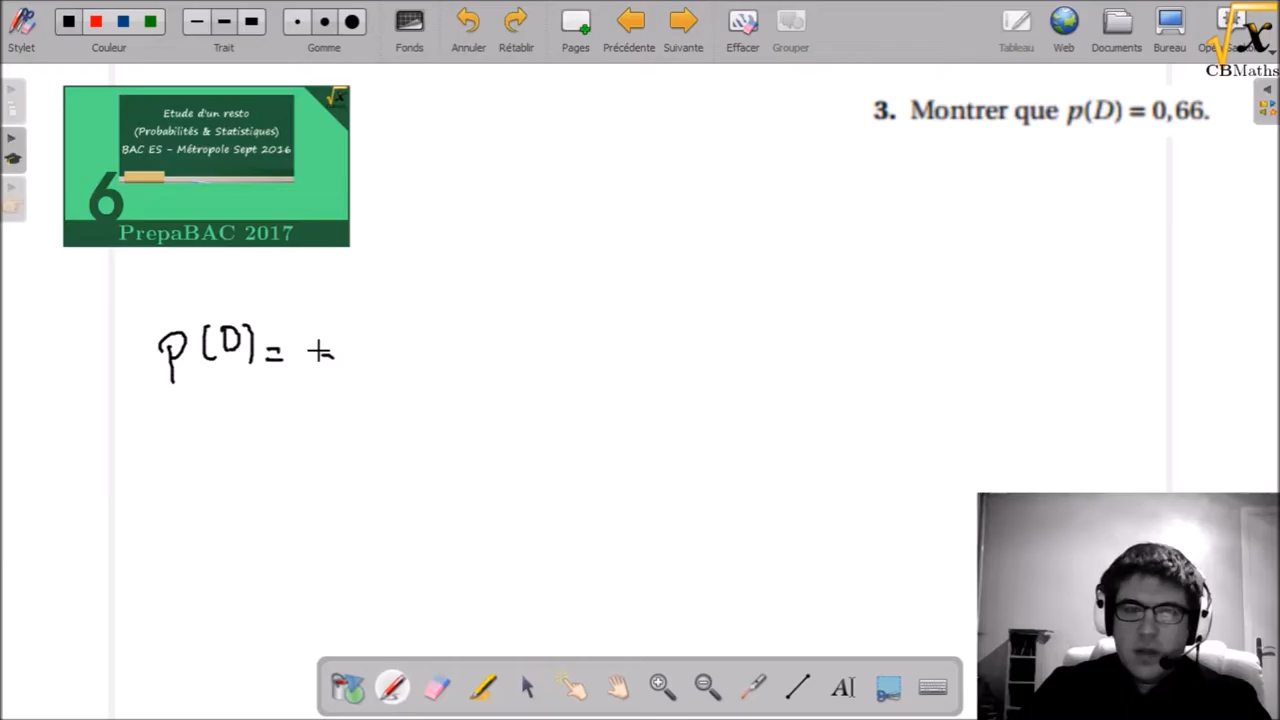 Stylet
Couleur
Trait
Gomme
Fonds
Annuler
Rétablir
Pages
Précédente
Suivante
Effacer
Grouper
Tableau
Web
Documents
Bureau
x
CBMaths
Etude d'un resto
(Probabilités & Statistiques)
BAC ES - Métropole Sept 2016
6
PrepaBAC 2017
3. Montrer que p(D) = 0,66.
P(D) =
AI